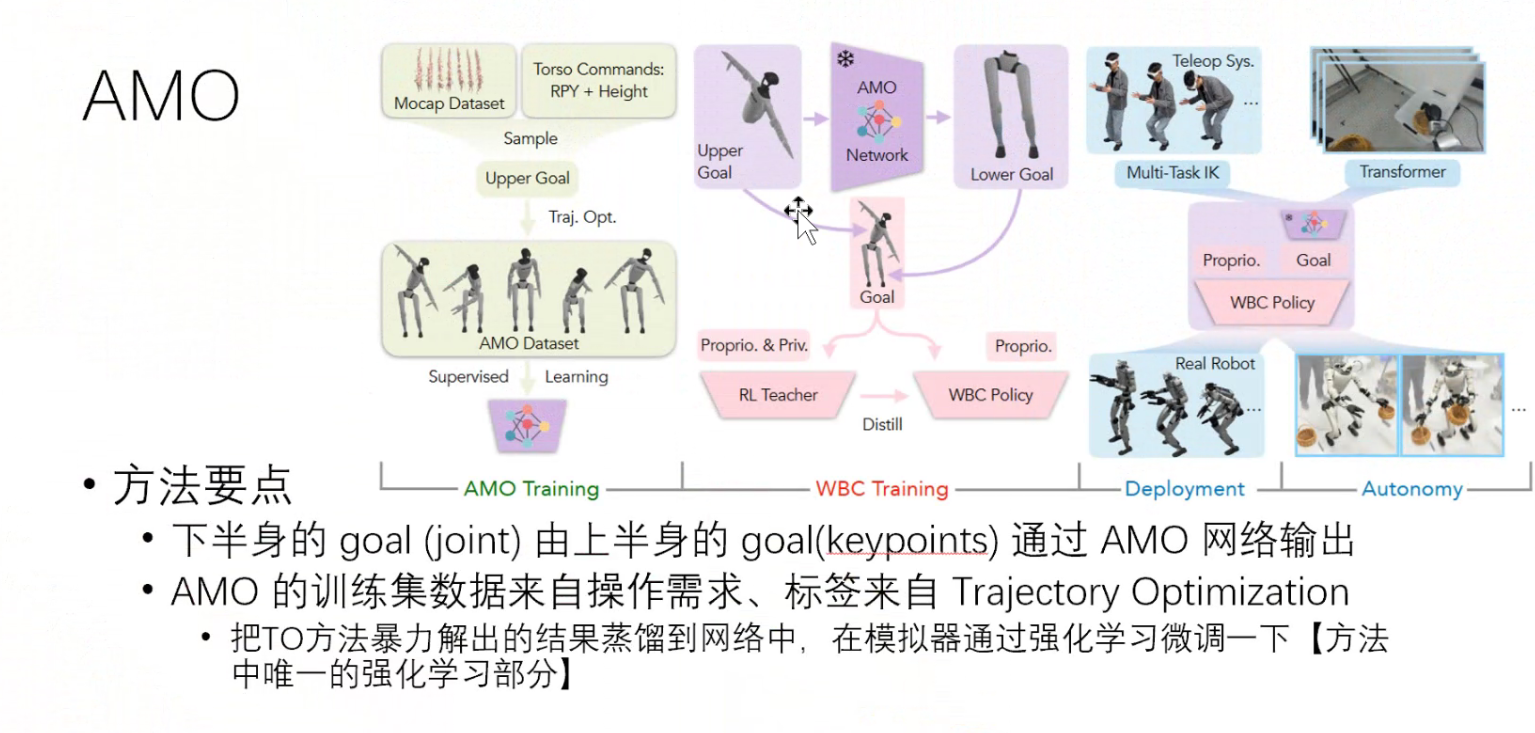 AMO
Mocap Dataset
Torso Commands:
RPY + Height
Sample
Upper Goal
Traj. Opt.
AMO Dataset
Supervised Learning
Upper
Goal
AMO
Network
Lower Goal
Goal
Proprio. & Priv.
Proprio.
RL Teacher
WBC Policy
Distill
Teleop Sys.
...
Multi-Task IK
Transformer
Proprio.
Goal
WBC Policy
Real Robot
...
...
AMO Training
WBC Training
Deployment
Autonomy
• 方法要点
• 下半身的 goal (joint) 由上半身的 goal(keypoints) 通过 AMO 网络输出
• AMO 的训练集数据来自操作需求、标签来自 Trajectory Optimization
• 把TO方法暴力解出的结果蒸馏到网络中，在模拟器通过强化学习微调一下【方法
中唯一的强化学习部分】